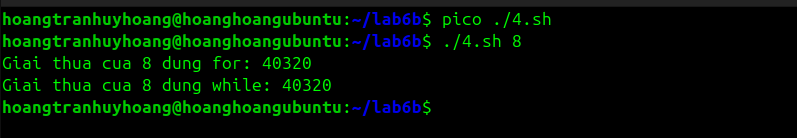 hoangtranhuyhoang@hoanghoangubuntu:~/lab6b$ pico ./4.sh
hoangtranhuyhoang@hoanghoangubuntu:~/lab6b$ ./4.sh 8
Giai thua cua 8 dung for: 40320
Giai thua cua 8 dung while: 40320
hoangtranhuyhoang@hoanghoangubuntu:~/lab6b$